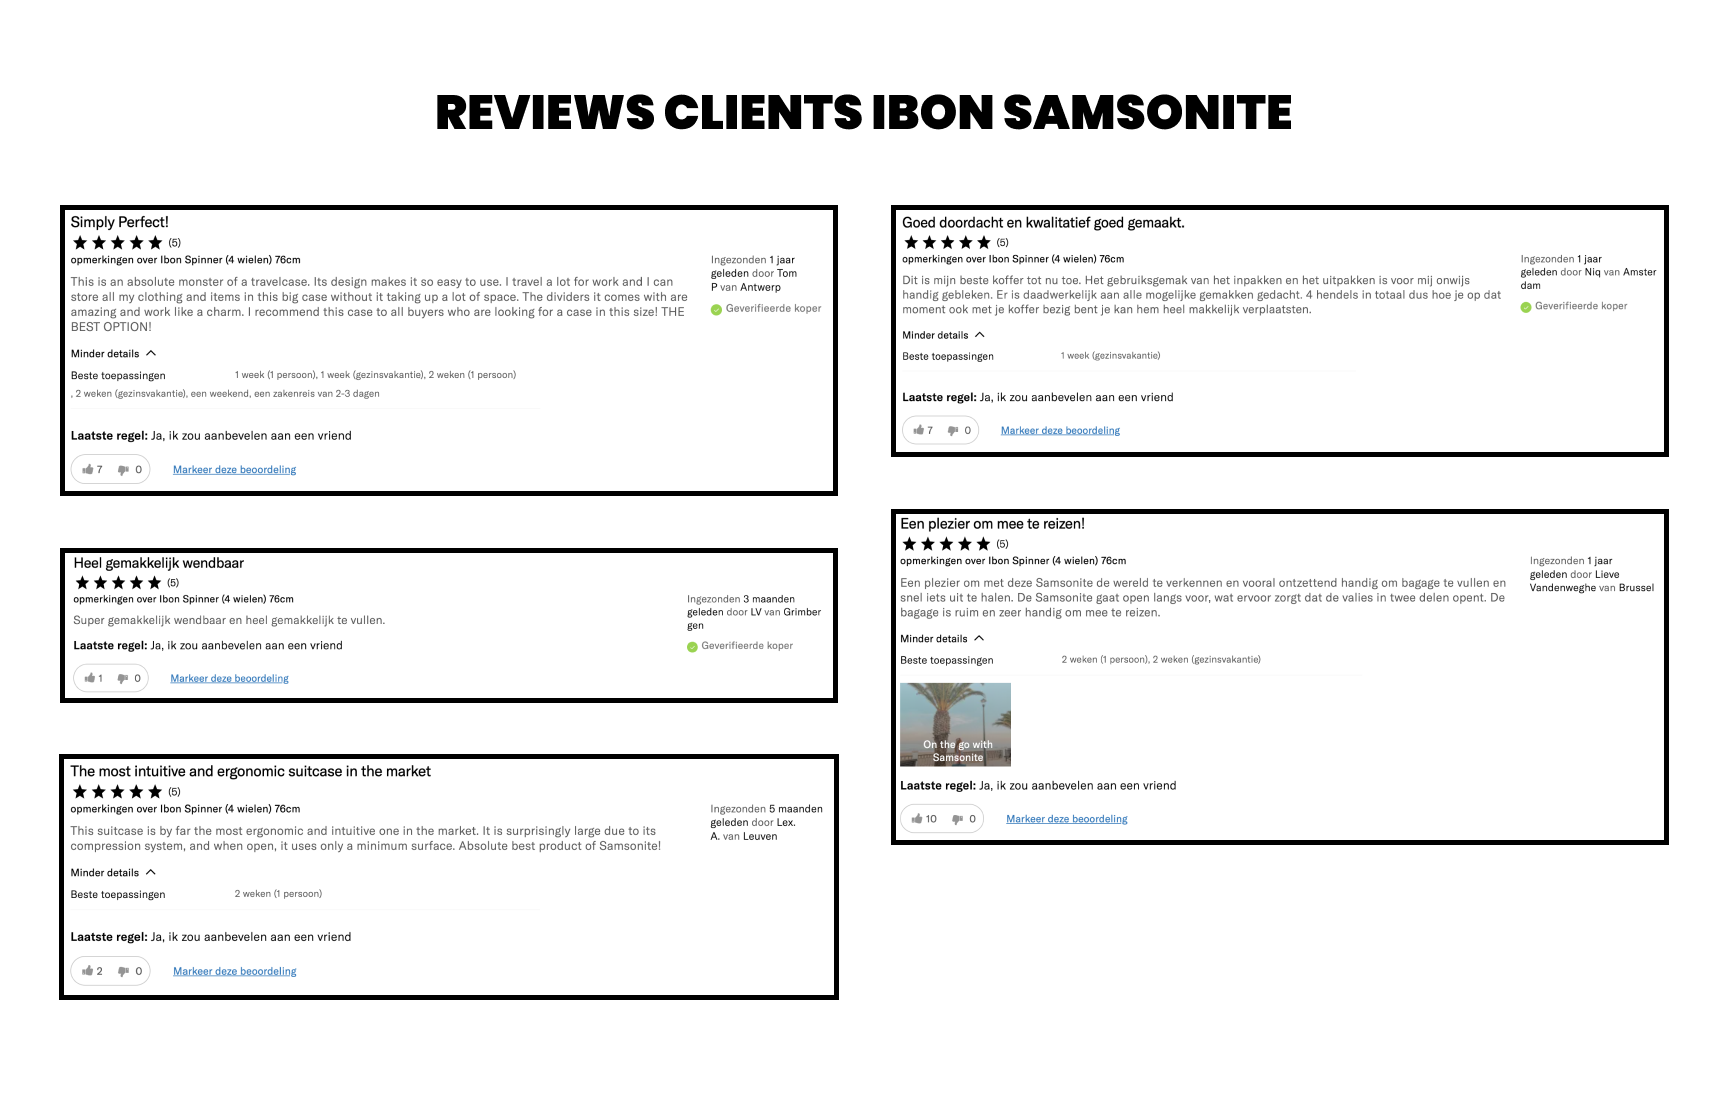 REVIEWS CLIENTS IBON SAMSONITE
Simply Perfect!
(5)
opmerkingen over Ibon Spinner (4 wielen) 76cm
This is an absolute monster of a travelcase. Its design makes it so easy to use. I travel a lot for work and I can
store all my clothing and items in this big case without it taking up a lot of space. The dividers it comes with are
amazing and work like a charm. I recommend this case to all buyers who are looking for a case in this size! THE
BEST OPTION!
Ingezonden 1 jaar
geleden door Tom
P van Antwerp
Geverifieerde koper
Minder details
Beste toepassingen 1 week (1 persoon), 1 week (gezinsvakantie), 2 weken (1 persoon)
, 2 weken (gezinsvakantie), een weekend, een zakenreis van 2-3 dagen
Laatste regel: Ja, ik zou aanbevelen aan een vriend
7 0 Markeer deze beoordeling
Heel gemakkelijk wendbaar
(5)
opmerkingen over Ibon Spinner (4 wielen) 76cm
Super gemakkelijk wendbaar en heel gemakkelijk te vullen.
Ingezonden 3 maanden
geleden door LV van Grimber
gen
Geverifieerde koper
Laatste regel: Ja, ik zou aanbevelen aan een vriend
1 0 Markeer deze beoordeling
The most intuitive and ergonomic suitcase in the market
(5)
opmerkingen over Ibon Spinner (4 wielen) 76cm
This suitcase is by far the most ergonomic and intuitive one in the market. It is surprisingly large due to its
compression system, and when open, it uses only a minimum surface. Absolute best product of Samsonite!
Ingezonden 5 maanden
geleden door Lex.
A. van Leuven
Minder details
Beste toepassingen 2 weken (1 persoon)
Laatste regel: Ja, ik zou aanbevelen aan een vriend
2 0 Markeer deze beoordeling
Goed doordacht en kwalitatief goed gemaakt.
(5)
opmerkingen over Ibon Spinner (4 wielen) 76cm
Dit is mijn beste koffer tot nu toe. Het gebruiksgemak van het inpakken en het uitpakken is voor mij onwijs
handig gebleken. Er is daadwerkelijk aan alle mogelijke gemakken gedacht. 4 hendels in totaal dus hoe je op dat
moment ook met je koffer bezig bent je kan hem heel makkelijk verplaatsten.
Ingezonden 1 jaar
geleden door Niq van Amster
dam
Geverifieerde koper
Minder details
Beste toepassingen 1 week (gezinsvakantie)
Laatste regel: Ja, ik zou aanbevelen aan een vriend
7 0 Markeer deze beoordeling
Een plezier om mee te reizen!
(5)
opmerkingen over Ibon Spinner (4 wielen) 76cm
Een plezier om met deze Samsonite de wereld te verkennen en vooral ontzettend handig om bagage te vullen en
snel iets uit te halen. De Samsonite gaat open langs voor, wat ervoor zorgt dat de valies in twee delen opent. De
bagage is ruim en zeer handig om mee te reizen.
Ingezonden 1 jaar
geleden door Lieve
Vandenweghe van Brussel
Minder details
Beste toepassingen 2 weken (1 persoon), 2 weken (gezinsvakantie)
On the go with
Samsonite
Laatste regel: Ja, ik zou aanbevelen aan een vriend
10 0 Markeer deze beoordeling